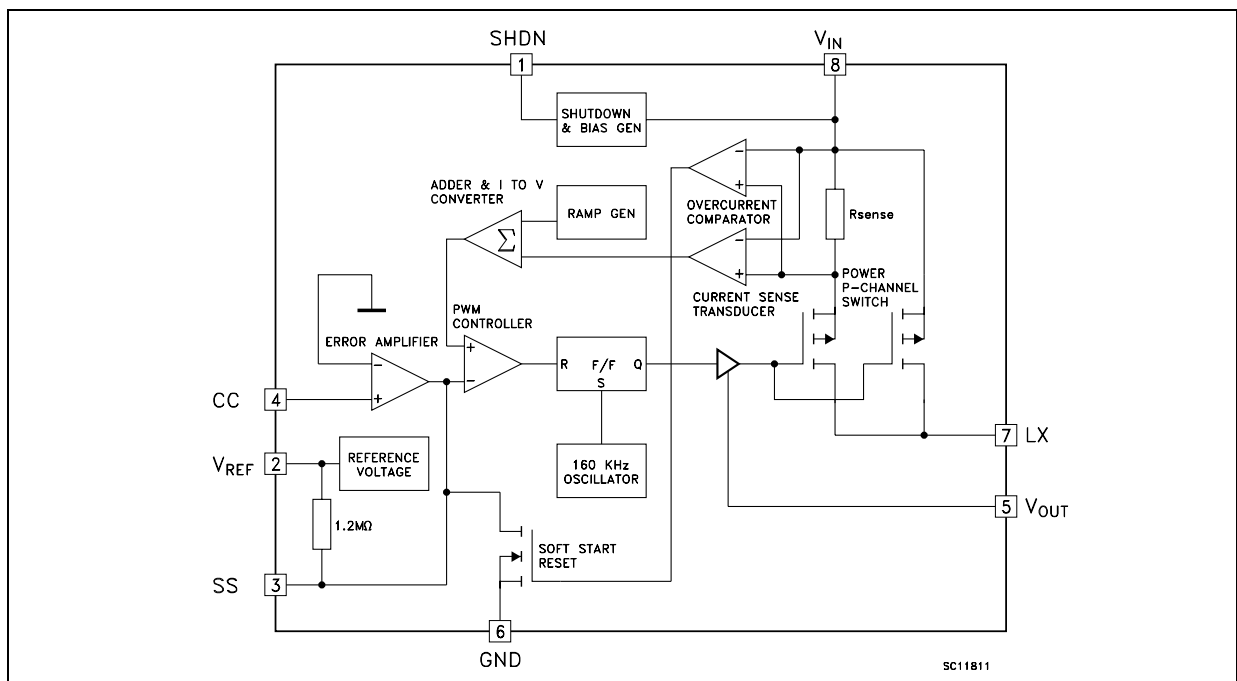 SHDN
VIN
1
8
SHUTDOWN
& BIAS GEN
ADDER & I TO V
CONVERTER
RAMP GEN
Σ
-
+
OVERCURRENT
COMPARATOR
Rsense
-
+
CURRENT SENSE
TRANSDUCER
POWER
P-CHANNEL
SWITCH
PWM
CONTROLLER
ERROR AMPLIFIER
-
+
+
-
R F/F Q
S
CC
4
7
LX
VREF
2
REFERENCE
VOLTAGE
160 KHz
OSCILLATOR
5
VOUT
1.2MΩ
SOFT START
RESET
SS
3
6
GND
SC11811